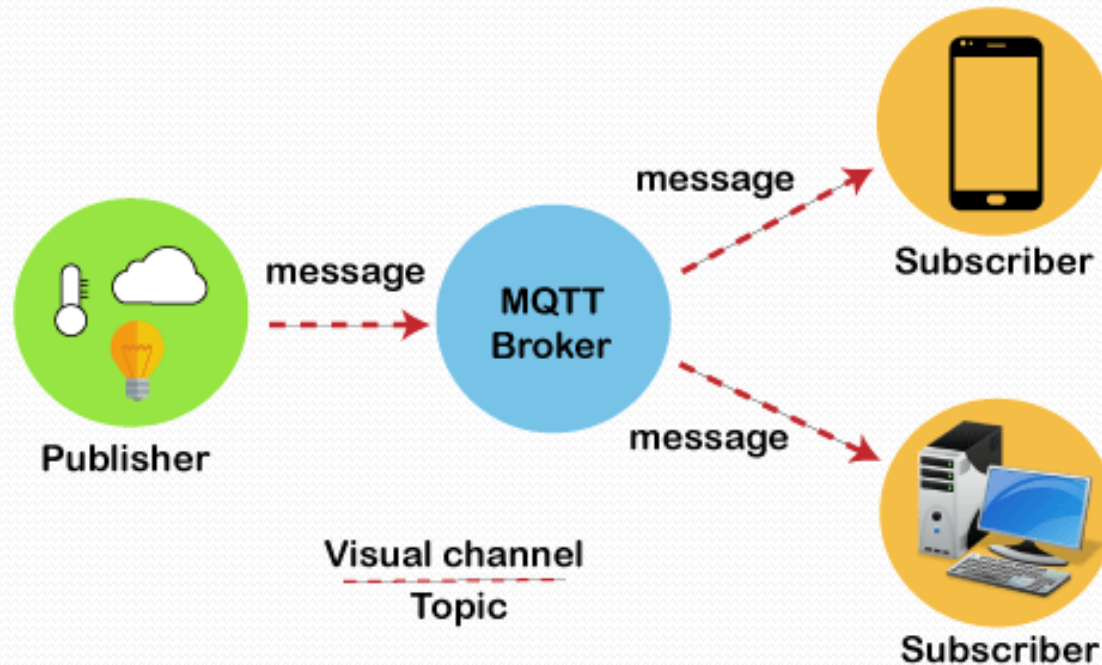 message
Subscriber
message
MQTT
Broker
Publisher
message
Visual channel
Topic
Subscriber